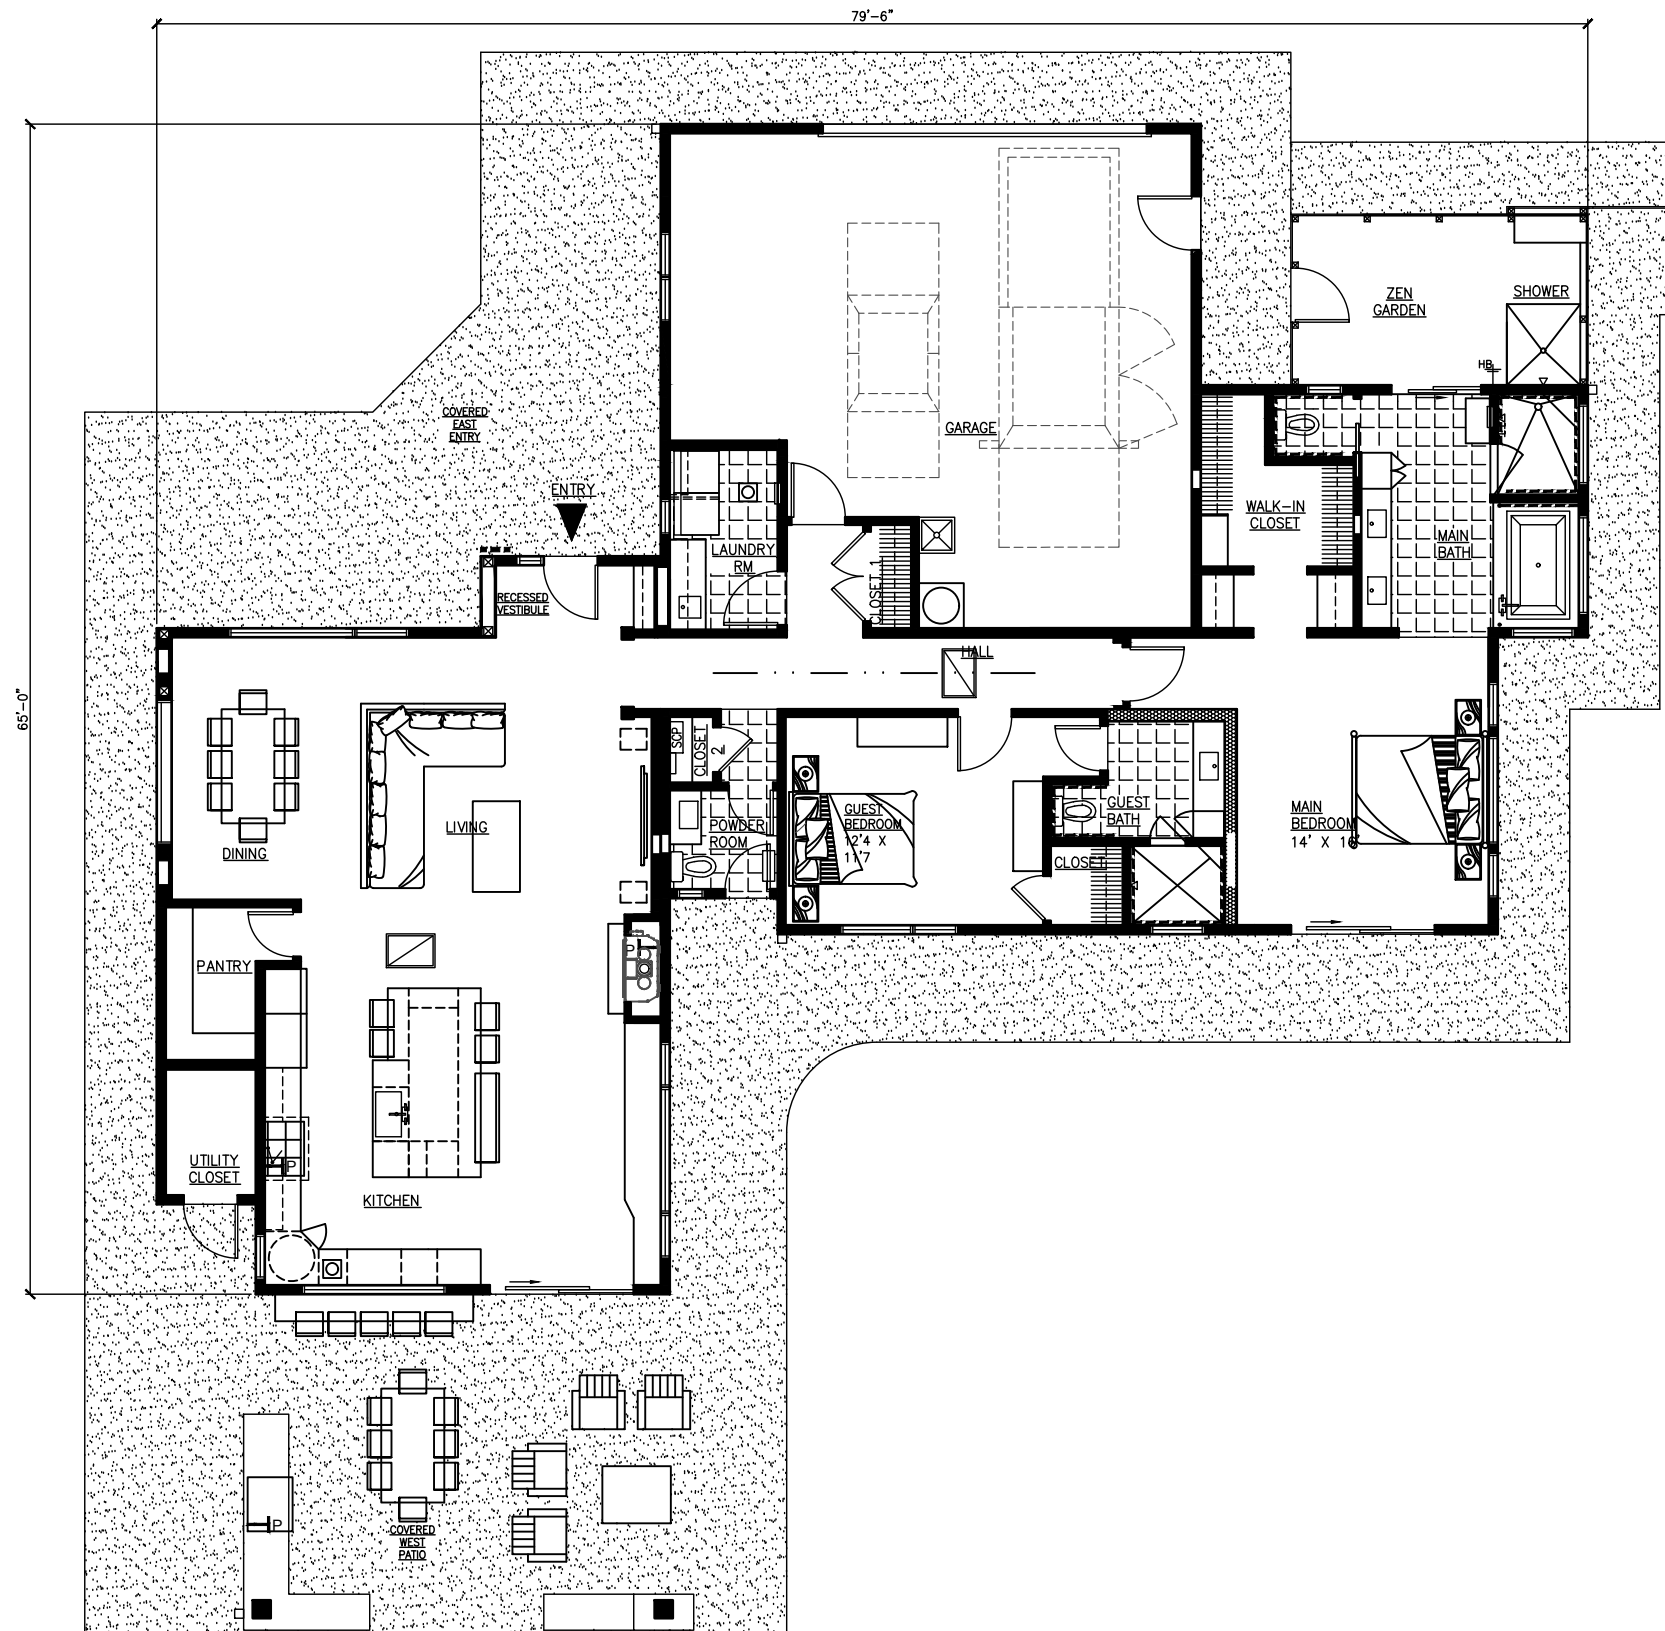 79'-6"
65'-0"
ZEN
GARDEN
SHOWER
HB
COVERED
EAST
ENTRY
GARAGE
ENTRY
WALK-IN
CLOSET
MAIN
BATH
LAUNDRY
RM
CLOSET 1
RECESSED
VESTIBULE
HALL
SCP
CLOSET
2
LIVING
DINING
POWDER
ROOM
GUEST
BEDROOM
12'4 X
11'7
GUEST
BATH
CLOSET
MAIN
BEDROOM
14' X 16'
PANTRY
P
UTILITY
CLOSET
P
KITCHEN
P
COVERED
WEST
PATIO